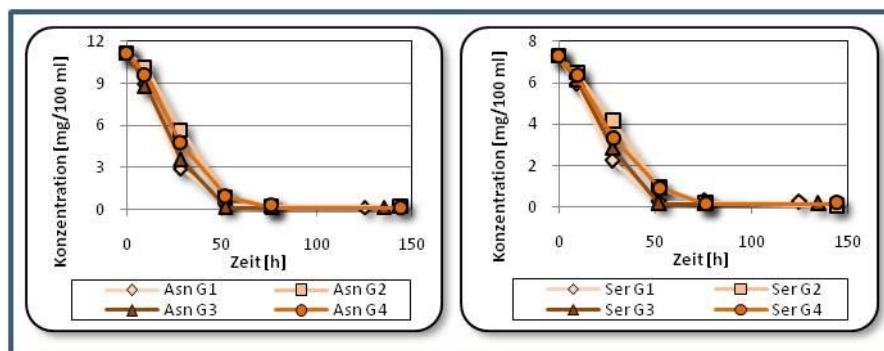 12
9
6
3
0
Konzentration [mg/100 ml]
0
50
100
150
Zeit [h]
Asn G1
Asn G2
Asn G3
Asn G4
8
6
4
2
0
Konzentration [mg/100 ml]
0
50
100
150
Zeit [h]
Ser G1
Ser G2
Ser G3
Ser G4